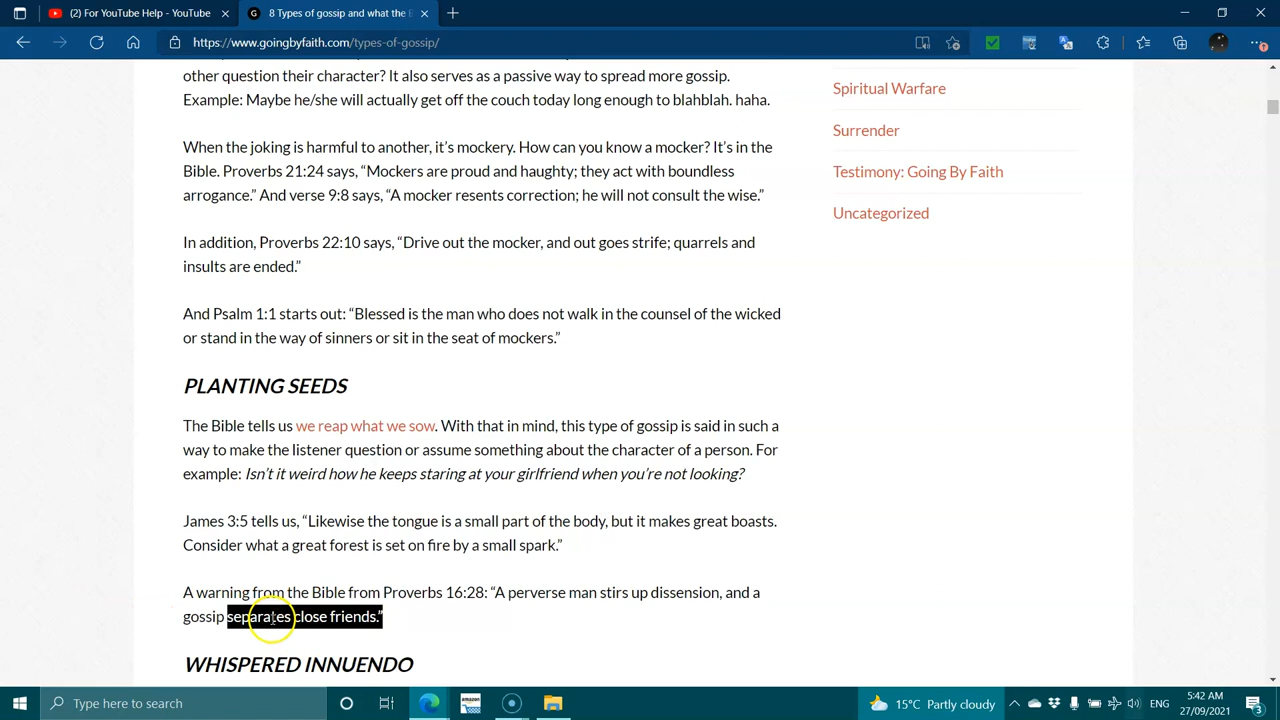 (2) For YouTube Help - YouTube
8 Types of gossip and what the B
https://www.goingbyfaith.com/types-of-gossip/
other question their character? It also serves as a passive way to spread more gossip.
Example: Maybe he/she will actually get off the couch today long enough to blahblah. haha.
When the joking is harmful to another, it’s mockery. How can you know a mocker? It’s in the
Bible. Proverbs 21:24 says, “Mockers are proud and haughty; they act with boundless
arrogance.” And verse 9:8 says, “A mocker resents correction; he will not consult the wise.”
In addition, Proverbs 22:10 says, “Drive out the mocker, and out goes strife; quarrels and
insults are ended.”
And Psalm 1:1 starts out: “Blessed is the man who does not walk in the counsel of the wicked
or stand in the way of sinners or sit in the seat of mockers.”
PLANTING SEEDS
The Bible tells us we reap what we sow. With that in mind, this type of gossip is said in such a
way to make the listener question or assume something about the character of a person. For
example: Isn’t it weird how he keeps staring at your girlfriend when you’re not looking?
James 3:5 tells us, “Likewise the tongue is a small part of the body, but it makes great boasts.
Consider what a great forest is set on fire by a small spark.”
A warning from the Bible from Proverbs 16:28: “A perverse man stirs up dissension, and a
gossip separates close friends.”
WHISPERED INNUENDO
Spiritual Warfare
Surrender
Testimony: Going By Faith
Uncategorized
Type here to search
amazon
15°C Partly cloudy
ENG
5:42 AM
27/09/2021
3